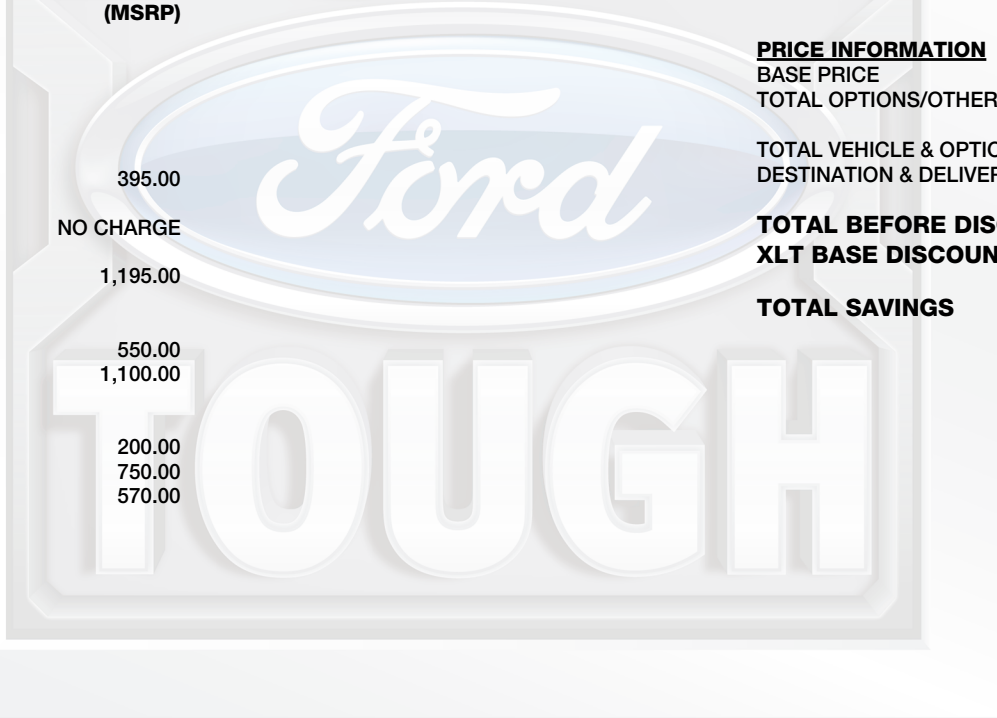 (MSRP)
395.00
NO CHARGE
1,195.00
550.00
1,100.00
200.00
750.00
570.00
Ford
TOUGH
PRICE INFORMATION
BASE PRICE
TOTAL OPTIONS/OTHER
TOTAL VEHICLE & OPTIO
DESTINATION & DELIVER
TOTAL BEFORE DIS
XLT BASE DISCOUN
TOTAL SAVINGS